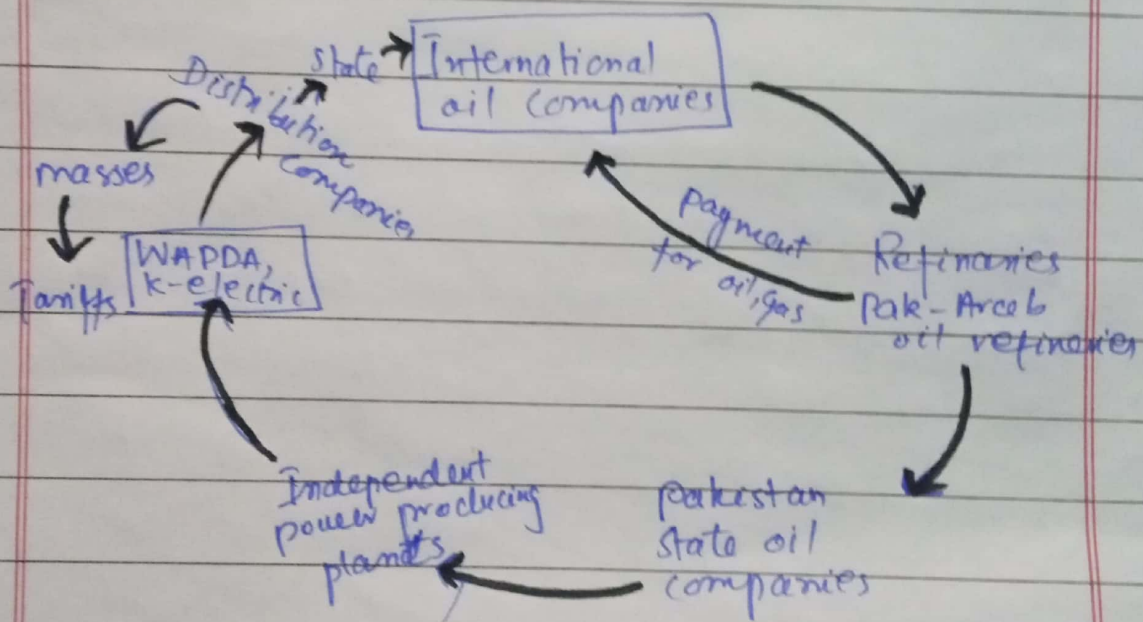 State
International
oil companies
Distribution
companies
masses
Tariffs
WAPDA,
k-electric
payment
for oil, gas
Refinaries
Pak-Arab
oil refineries
Independent
power producing
plants
pakistan
state oil
companies